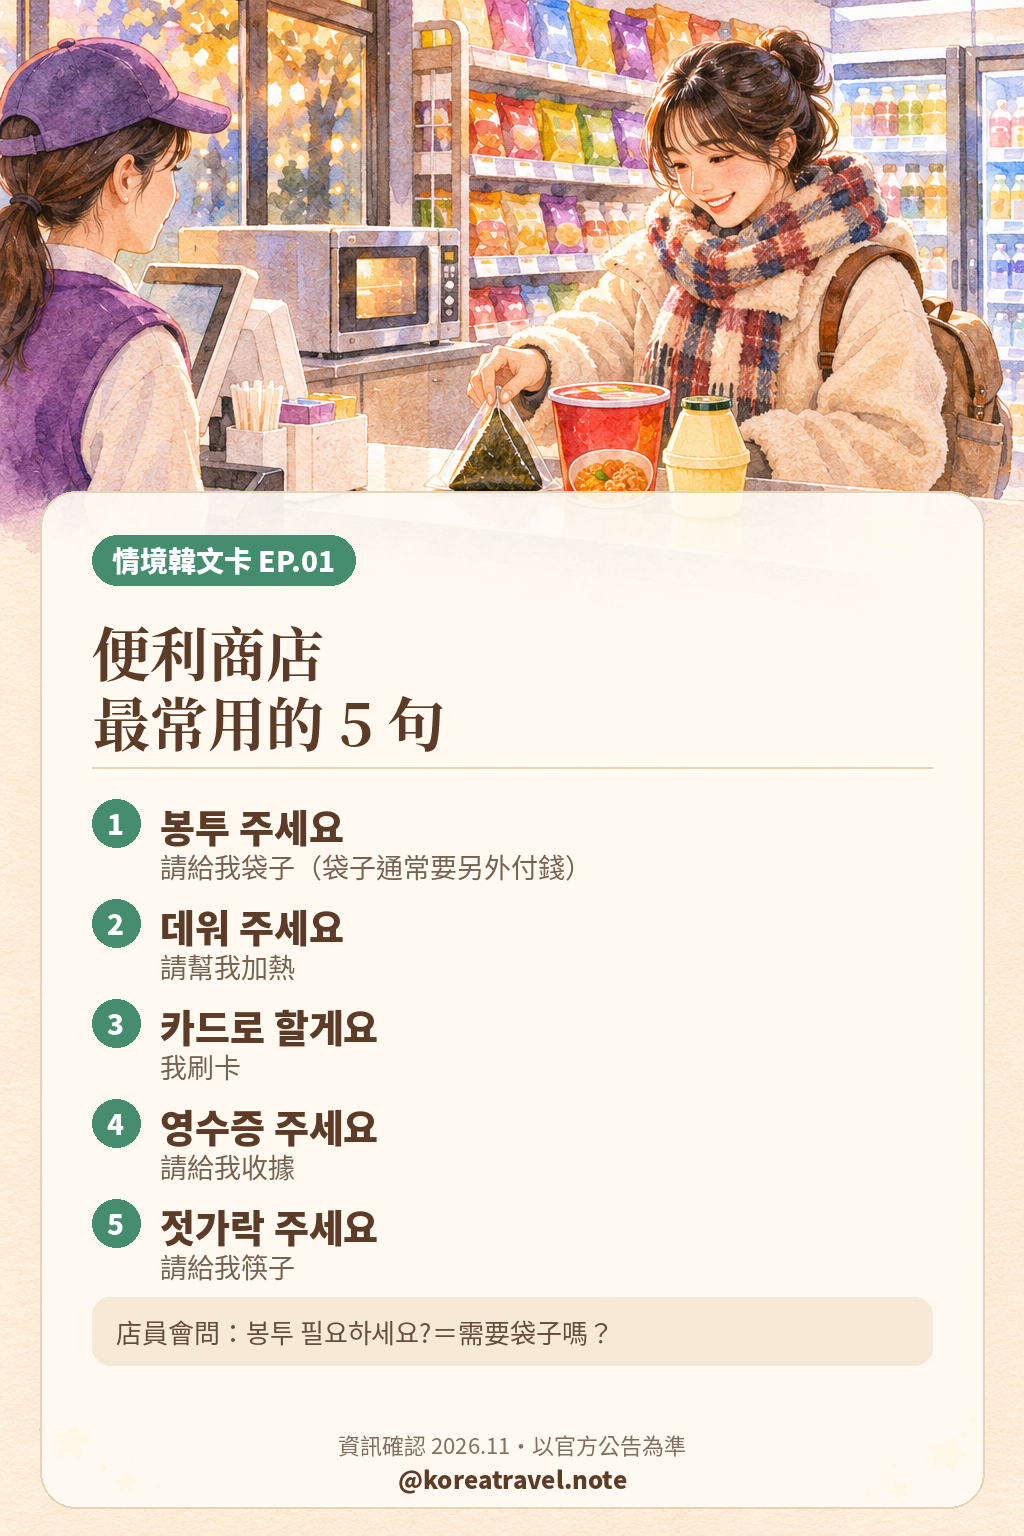 情境韓文卡 EP.01
便利商店
最常用的 5 句
1 봉투 주세요
請給我袋子（袋子通常要另外付錢）
2 데워 주세요
請幫我加熱
3 카드로 할게요
我刷卡
4 영수증 주세요
請給我收據
5 젓가락 주세요
請給我筷子
店員會問：봉투 필요하세요?＝需要袋子嗎？
資訊確認 2026.11・以官方公告為準
@koreatravel.note